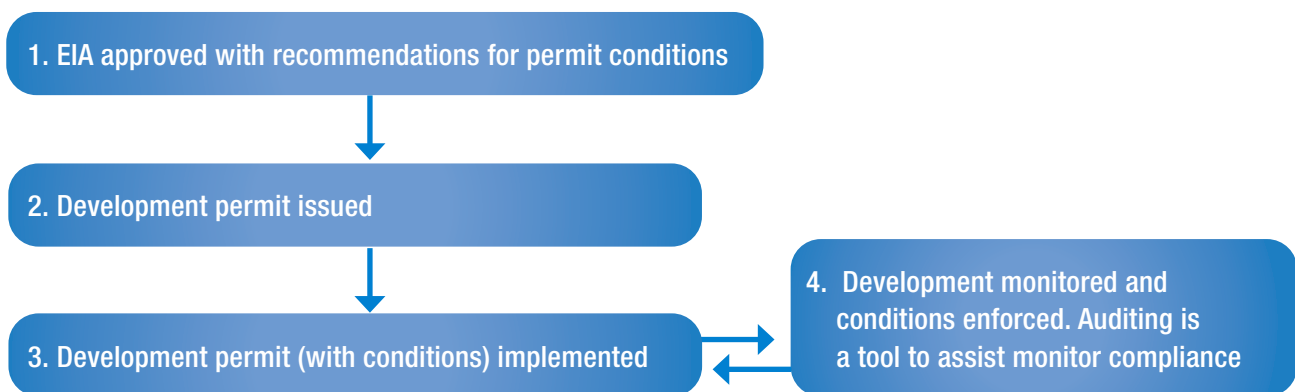 1. EIA approved with recommendations for permit conditions
2. Development permit issued
3. Development permit (with conditions) implemented
4. Development monitored and
conditions enforced. Auditing is
a tool to assist monitor compliance